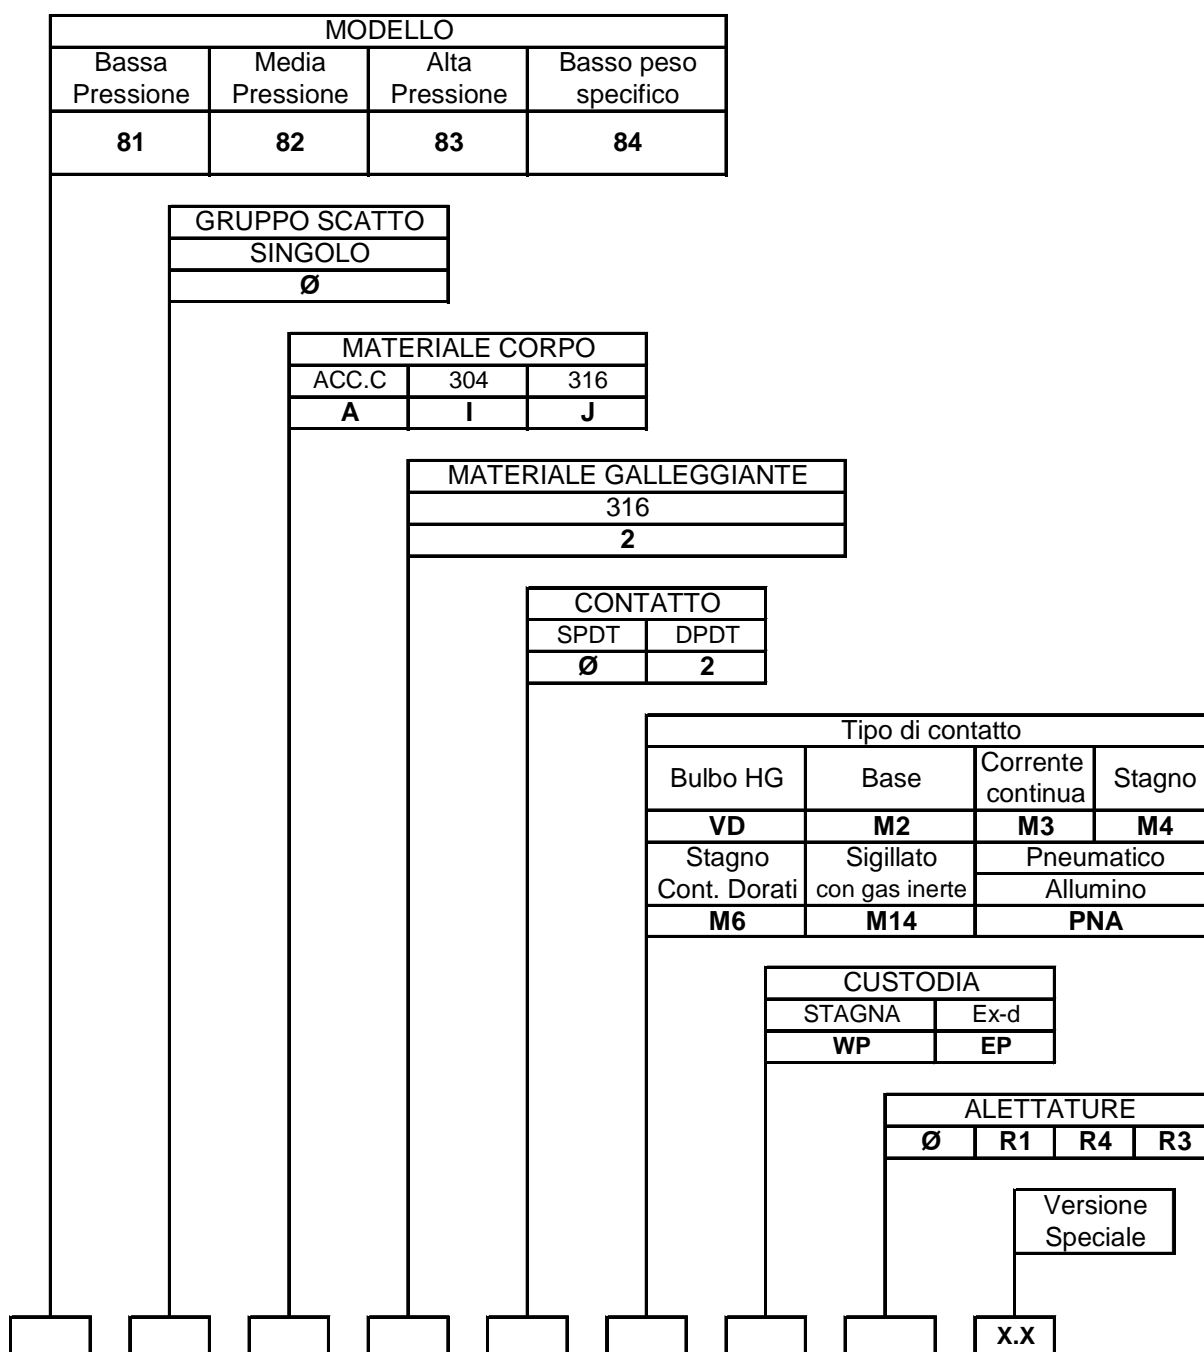 MODELLO
Bassa Pressione Media Pressione Alta Pressione Basso peso specifico
81 82 83 84
GRUPPO SCATTO
SINGOLO
Ø
MATERIALE CORPO
ACC.C 304 316
A I J
MATERIALE GALLEGGIANTE
316
2
CONTATTO
SPDT DPDT
Ø 2
Tipo di contatto
Bulbo HG Base Corrente continua Stagno
VD M2 M3 M4
Stagno Cont. Dorati Sigillato con gas inerte Pneumatico Allumino
M6 M14 PNA
CUSTODIA
STAGNA Ex-d
WP EP
ALETTATURE
Ø R1 R4 R3
Versione
Speciale
X.X